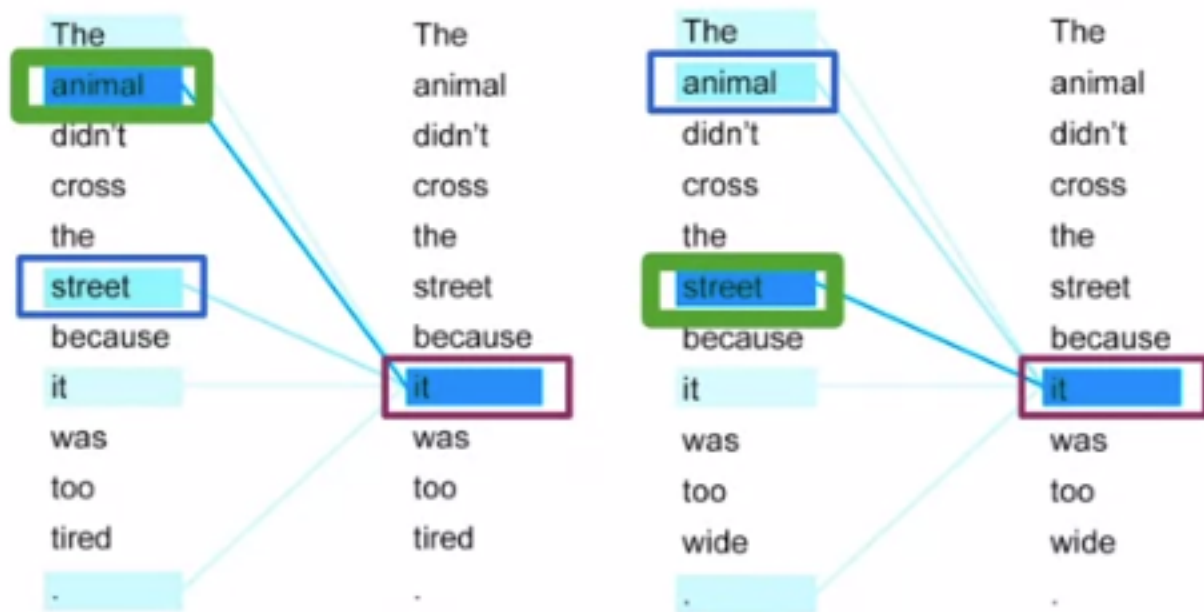 The The The The
animal animal animal animal
didn't didn't didn't didn't
cross cross cross cross
the the the the
street street street street
because because because because
it it it it
was was was was
too too too too
tired tired wide wide
. . . .